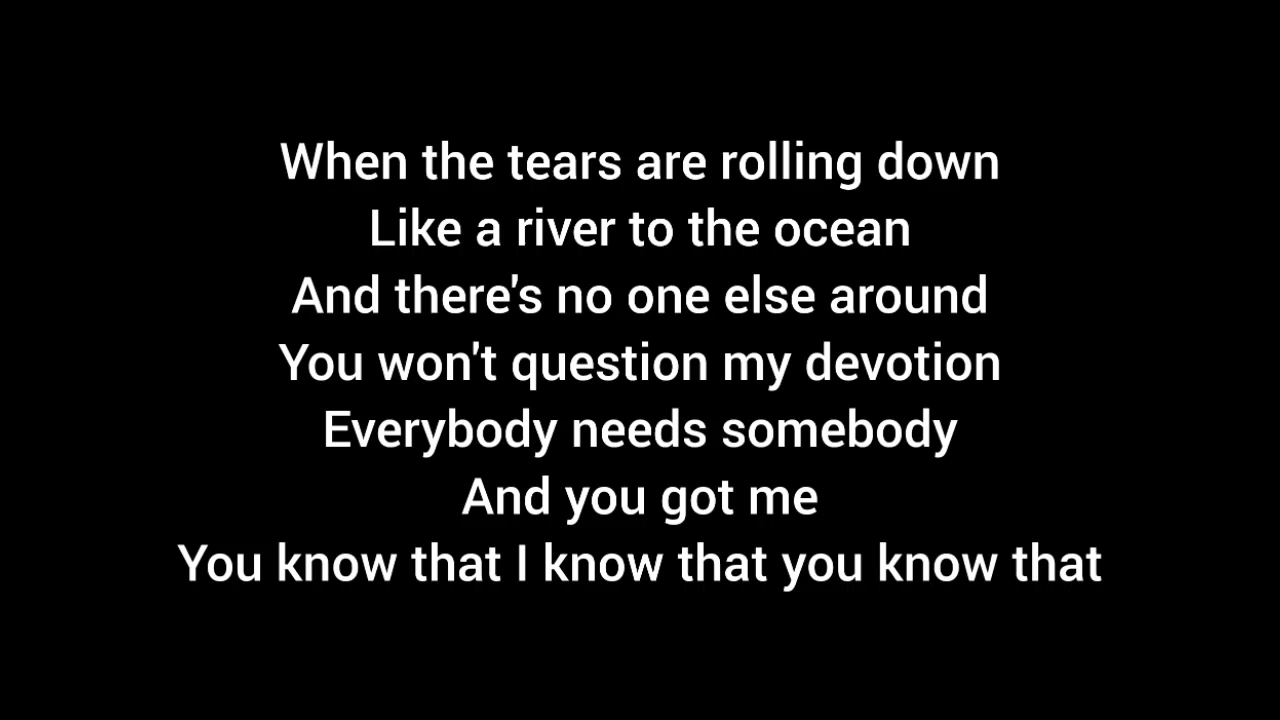 When the tears are rolling down
Like a river to the ocean
And there's no one else around
You won't question my devotion
Everybody needs somebody
And you got me
You know that I know that you know that